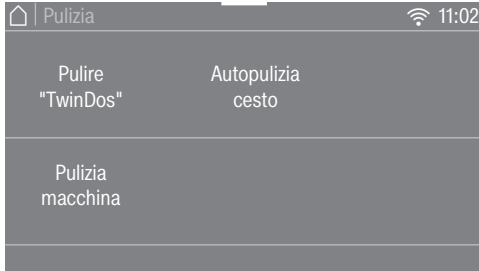 Pulizia
11:02
Pulire
"TwinDos"
Autopulizia
cesto
Pulizia
macchina